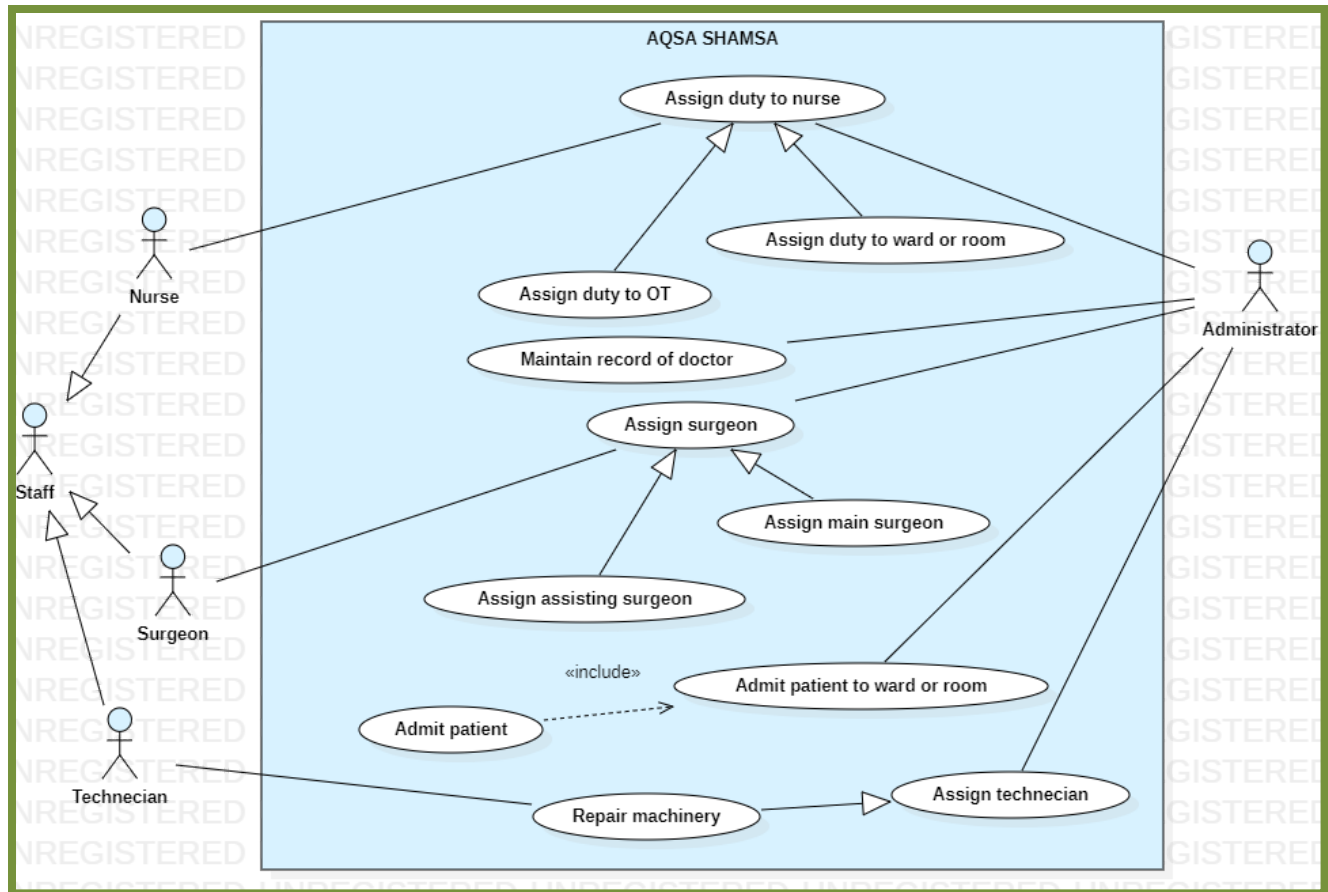 AQSA SHAMSA
Assign duty to nurse
Assign duty to ward or room
Nurse
Assign duty to OT
Administrator
Maintain record of doctor
Assign surgeon
Staff
Assign main surgeon
Assign assisting surgeon
Surgeon
«include»
Admit patient to ward or room
Admit patient
Technecian
Assign technecian
Repair machinery